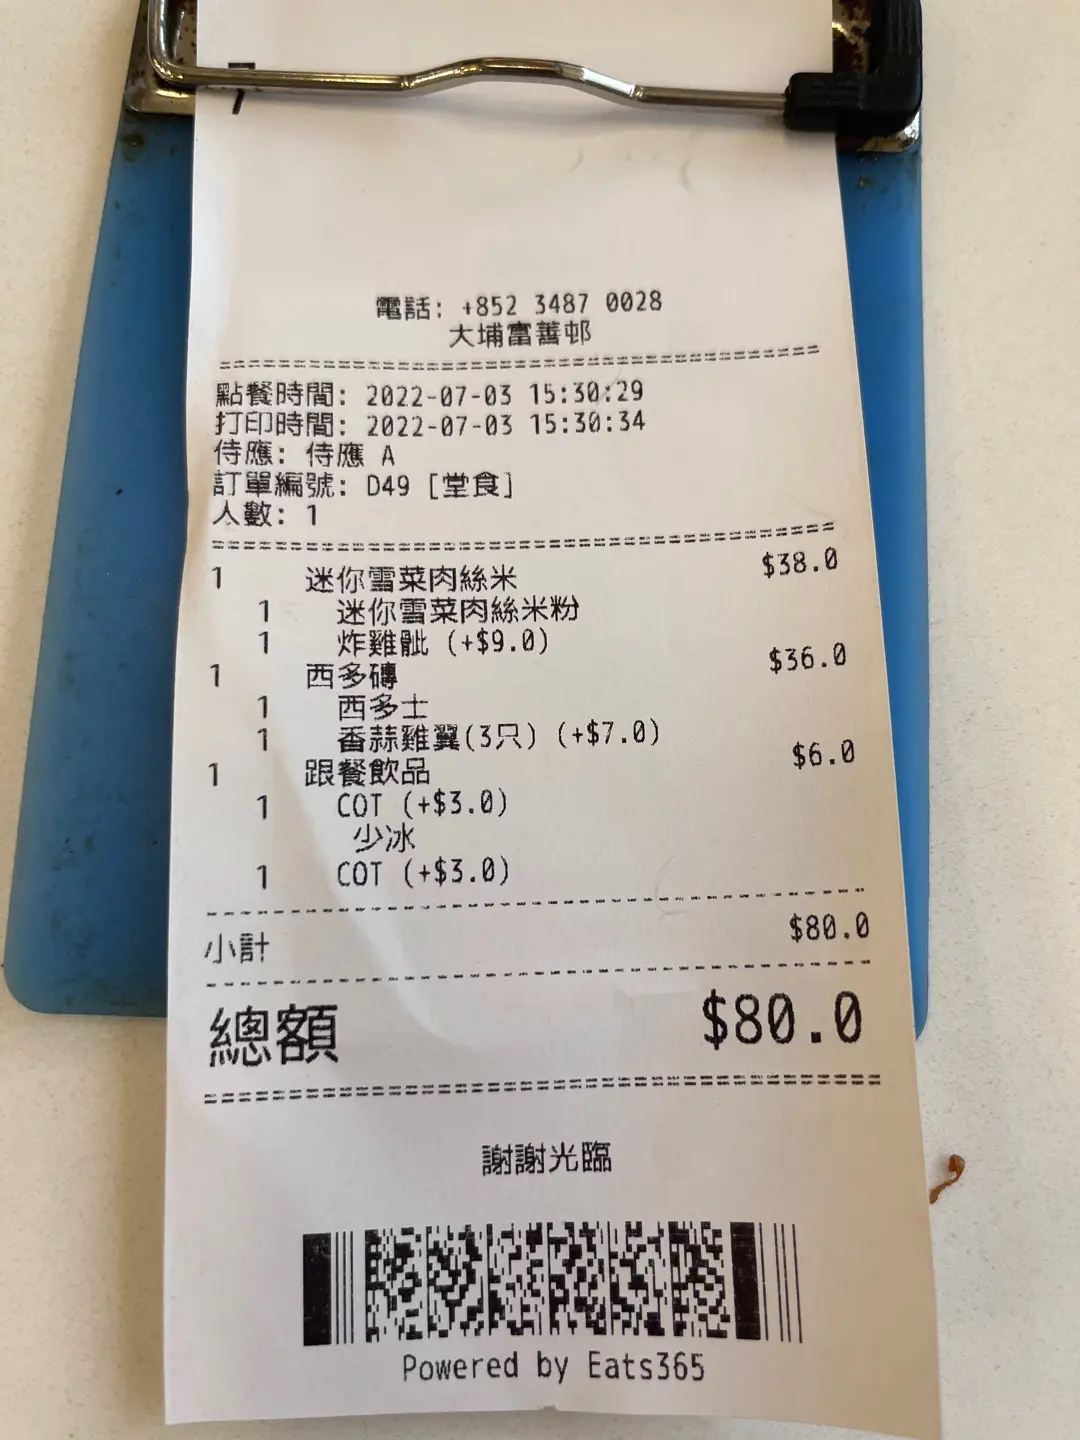 電話: +852 3487 0028
大埔富善邨
點餐時間: 2022-07-03 15:30:29
打印時間: 2022-07-03 15:30:34
侍應: 侍應 A
訂單編號: D49 [堂食]
人數: 1
1 迷你雪菜肉絲米 $38.0
1 迷你雪菜肉絲米粉
1 炸雞髀 (+$9.0)
1 西多磚 $36.0
1 西多士
1 香蒜雞翼(3只) (+$7.0)
1 跟餐飲品 $6.0
1 COT (+$3.0)
少冰
1 COT (+$3.0)
小計 $80.0
總額 $80.0
謝謝光臨
Powered by Eats365